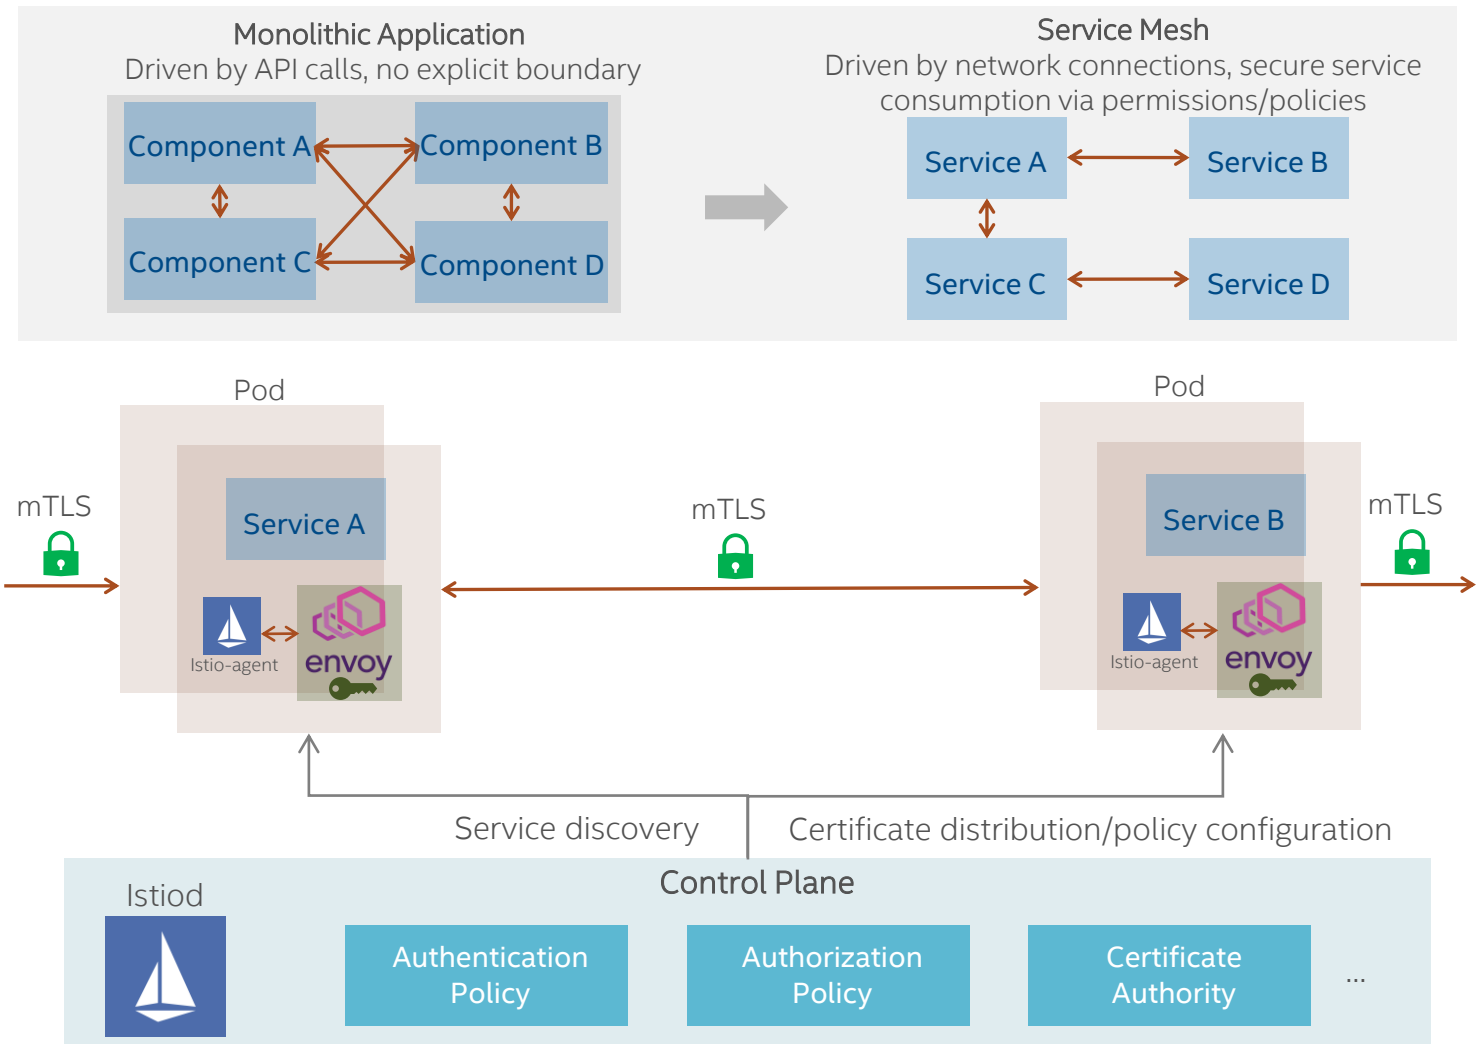 Monolithic Application
Driven by API calls, no explicit boundary
Component A
Component B
Component C
Component D
Service Mesh
Driven by network connections, secure service
consumption via permissions/policies
Service A
Service B
Service C
Service D
Pod
Pod
mTLS
Service A
mTLS
Service B
mTLS
Istio-agent
envoy
Istio-agent
envoy
Service discovery
Certificate distribution/policy configuration
Control Plane
Istiod
Authentication
Policy
Authorization
Policy
Certificate
Authority
...